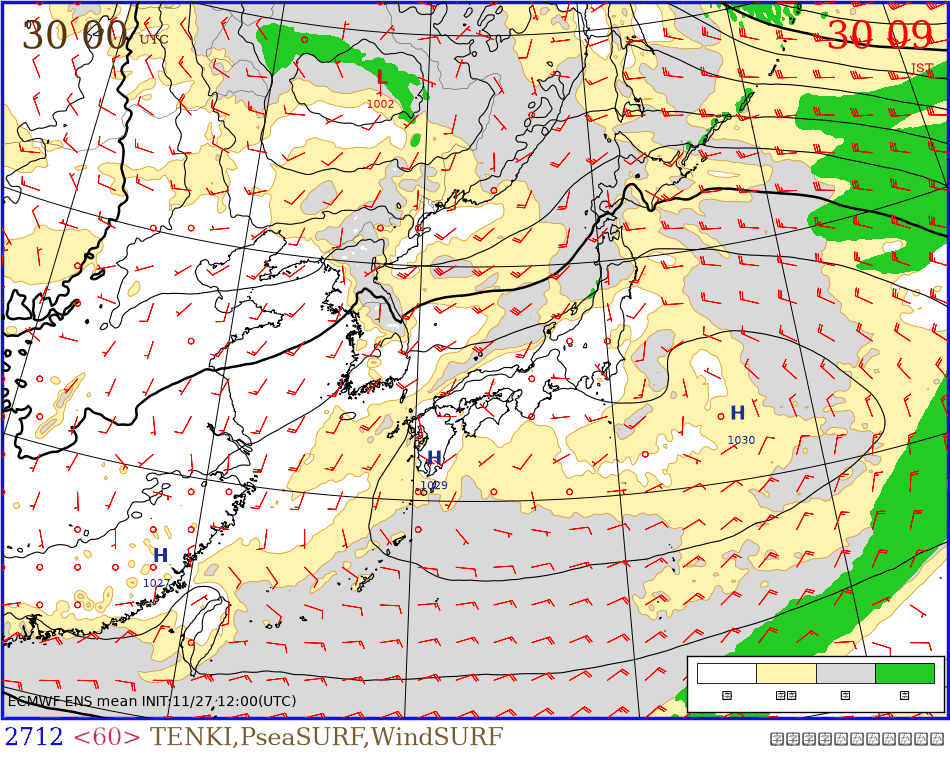 30 00 UTC
30 09
JST
L
1002
H
1030
H
1029
H
1027
ECMWF ENS mean INIT:11/27 12:00(UTC)
2712 <60> TENKI,PseaSURF,WindSURF